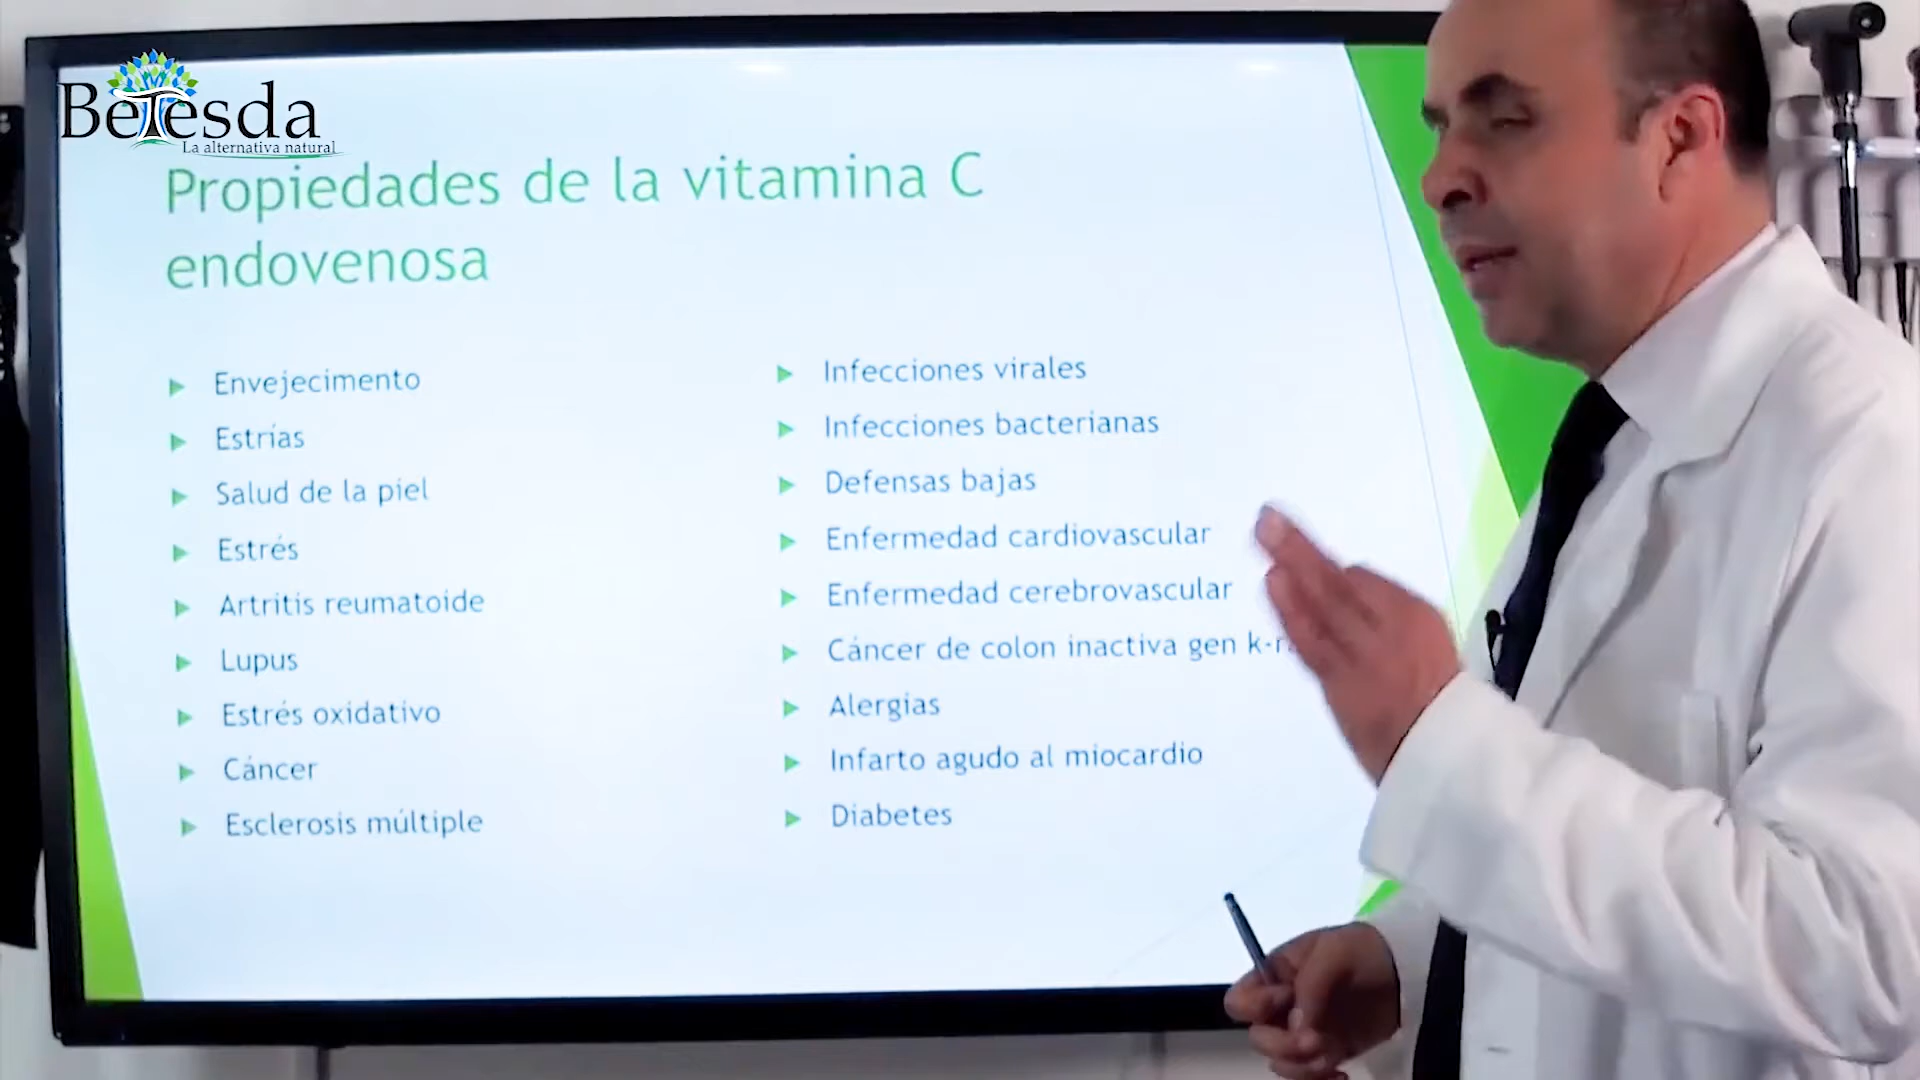 Betesda
La alternativa natural
Propiedades de la vitamina C
endovenosa
Envejecimento
Estrías
Salud de la piel
Estrés
Artritis reumatoide
Lupus
Estrés oxidativo
Cáncer
Esclerosis múltiple
Infecciones virales
Infecciones bacterianas
Defensas bajas
Enfermedad cardiovascular
Enfermedad cerebrovascular
Cáncer de colon inactiva gen
Alergias
Infarto agudo al miocardio
Diabetes